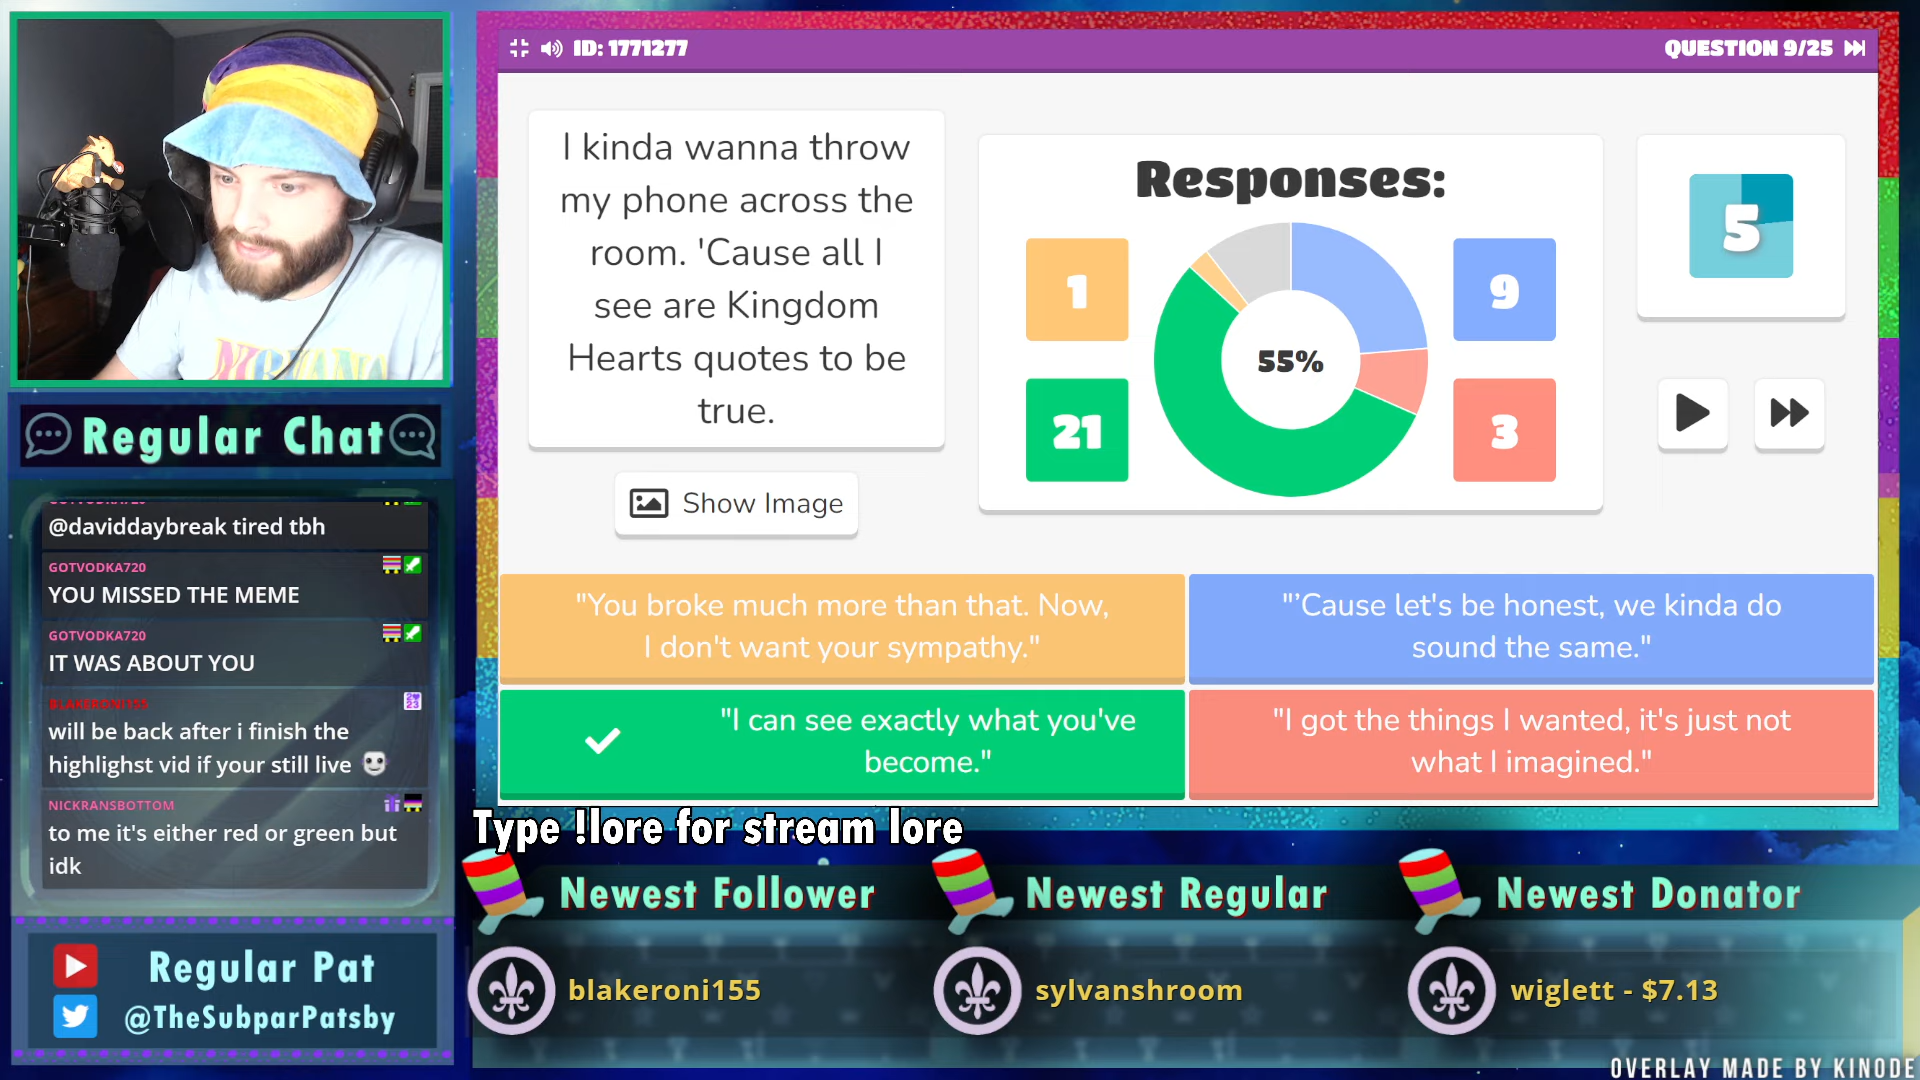 ID: 1771277
QUESTION 9/25
I kinda wanna throw
my phone across the
room. 'Cause all I
see are Kingdom
Hearts quotes to be
true.
Show Image
Responses:
1
9
55%
21
3
5
"You broke much more than that. Now,
I don't want your sympathy."
"'Cause let's be honest, we kinda do
sound the same."
"I can see exactly what you've
become."
"I got the things I wanted, it's just not
what I imagined."
NIRVANA
Regular Chat
@daviddaybreak tired tbh
GOTVODKA720
YOU MISSED THE MEME
GOTVODKA720
IT WAS ABOUT YOU
BLAKERONI155
will be back after i finish the
highlighst vid if your still live
NICKRANSBOTTOM
to me it's either red or green but
idk
Regular Pat
@TheSubparPatsby
Type !lore for stream lore
Newest Follower
blakeroni155
Newest Regular
sylvanshroom
Newest Donator
wiglett - $7.13
OVERLAY MADE BY KINODE